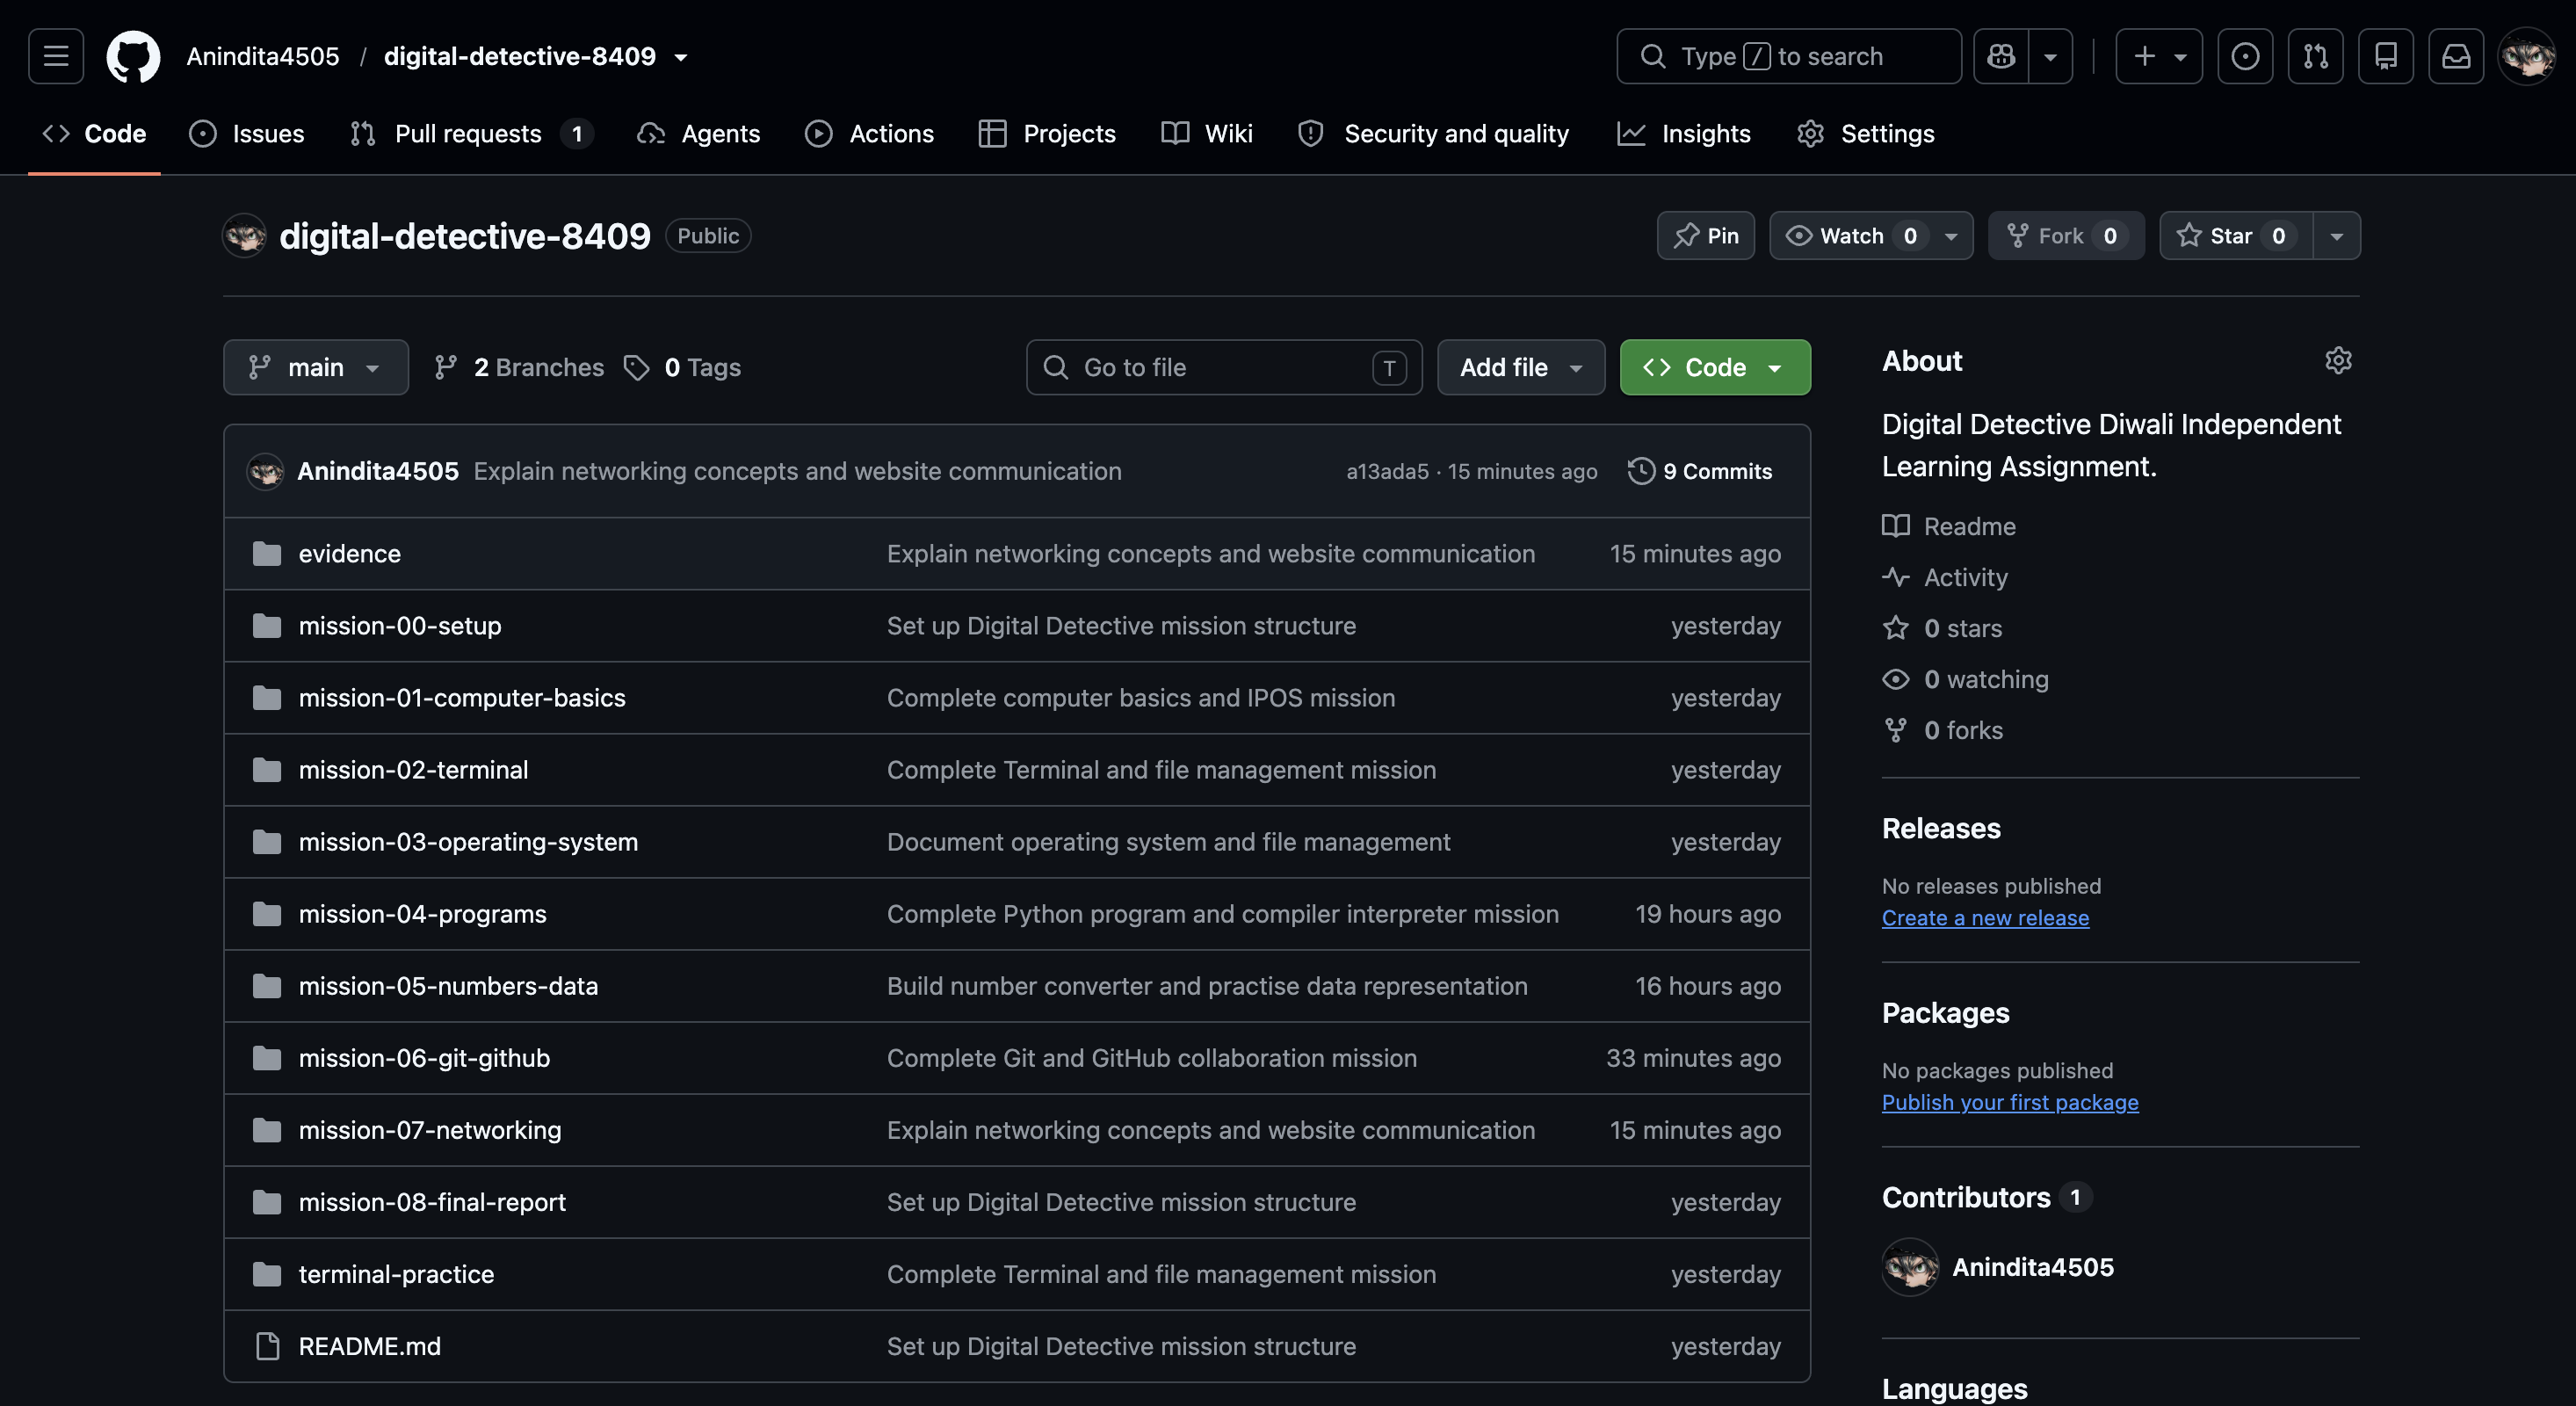 Anindita4505 / digital-detective-8409
Type / to search
Code
Issues
Pull requests 1
Agents
Actions
Projects
Wiki
Security and quality
Insights
Settings
digital-detective-8409 Public
Pin
Watch 0
Fork 0
Star 0
main
2 Branches
0 Tags
Go to file T
Add file
Code
Anindita4505 Explain networking concepts and website communication a13ada5 · 15 minutes ago 9 Commits
evidence Explain networking concepts and website communication 15 minutes ago
mission-00-setup Set up Digital Detective mission structure yesterday
mission-01-computer-basics Complete computer basics and IPOS mission yesterday
mission-02-terminal Complete Terminal and file management mission yesterday
mission-03-operating-system Document operating system and file management yesterday
mission-04-programs Complete Python program and compiler interpreter mission 19 hours ago
mission-05-numbers-data Build number converter and practise data representation 16 hours ago
mission-06-git-github Complete Git and GitHub collaboration mission 33 minutes ago
mission-07-networking Explain networking concepts and website communication 15 minutes ago
mission-08-final-report Set up Digital Detective mission structure yesterday
terminal-practice Complete Terminal and file management mission yesterday
README.md Set up Digital Detective mission structure yesterday
About
Digital Detective Diwali Independent
Learning Assignment.
Readme
Activity
0 stars
0 watching
0 forks
Releases
No releases published
Create a new release
Packages
No packages published
Publish your first package
Contributors 1
Anindita4505
Languages